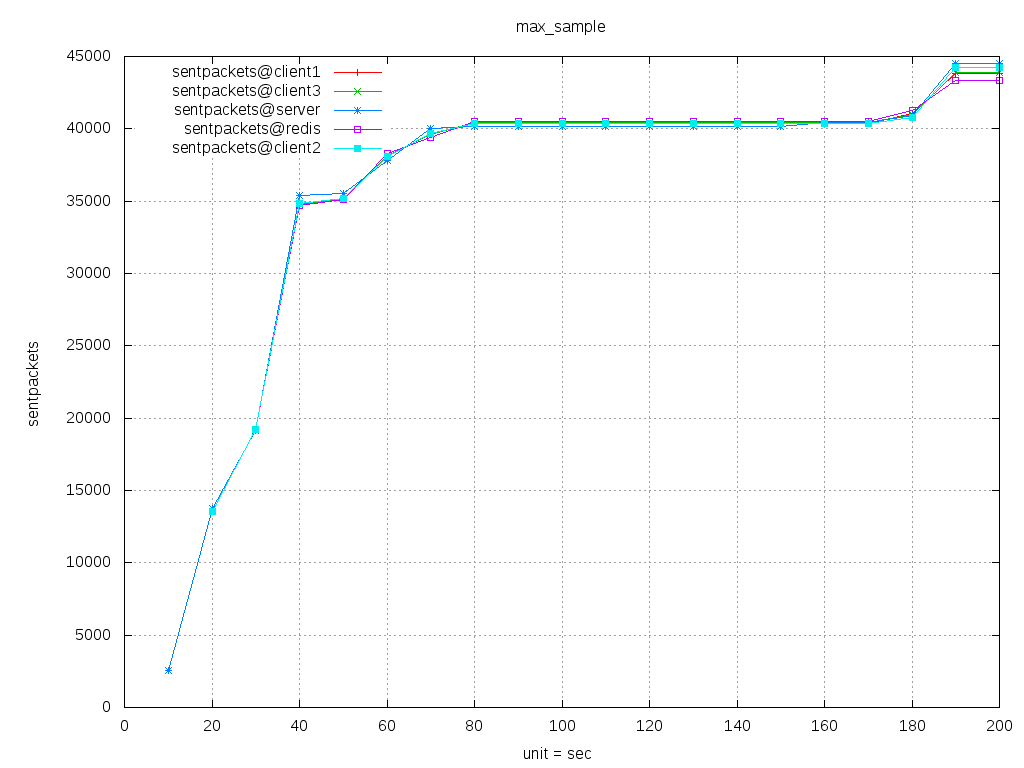 max_sample
45000
40000
35000
30000
25000
20000
15000
10000
5000
0
sentpackets@client1
sentpackets@client3
sentpackets@server
sentpackets@redis
sentpackets@client2
sentpackets
0 20 40 60 80 100 120 140 160 180 200
unit = sec